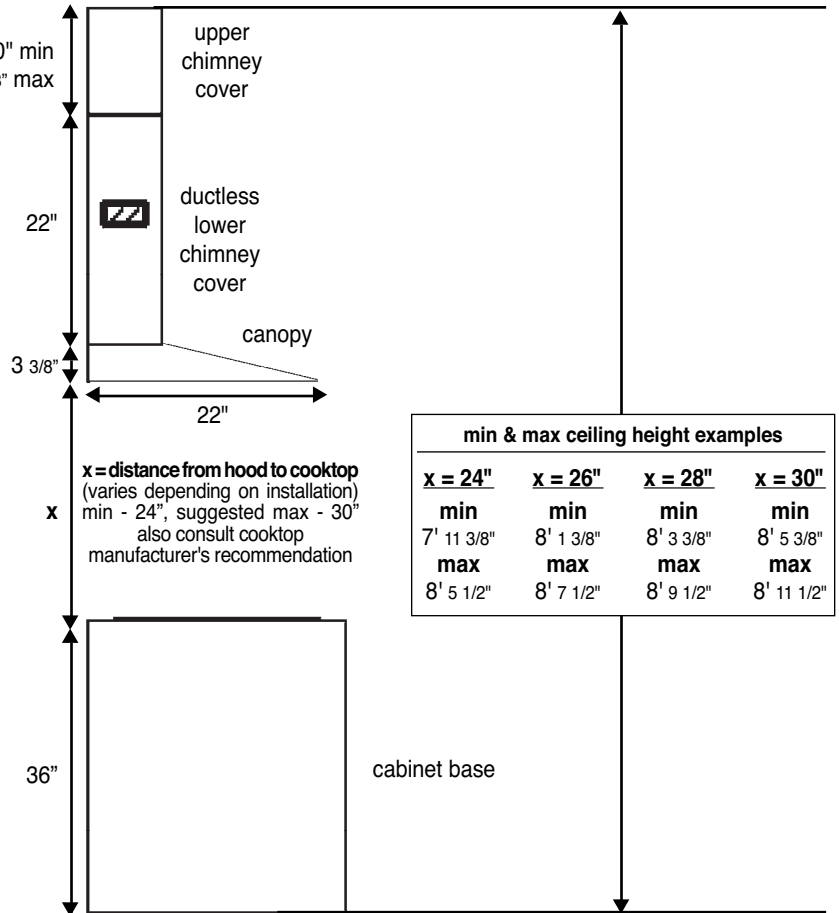 upper
chimney
cover
min
max
22"
ductless
lower
chimney
cover
canopy
3 3/8"
22"
x = distance from hood to cooktop
(varies depending on installation)
x
min - 24", suggested max - 30"
also consult cooktop
manufacturer's recommendation
min & max ceiling height examples
x = 24" x = 26" x = 28" x = 30"
min min min min
7' 11 3/8" 8' 1 3/8" 8' 3 3/8" 8' 5 3/8"
max max max max
8' 5 1/2" 8' 7 1/2" 8' 9 1/2" 8' 11 1/2"
36”
cabinet base